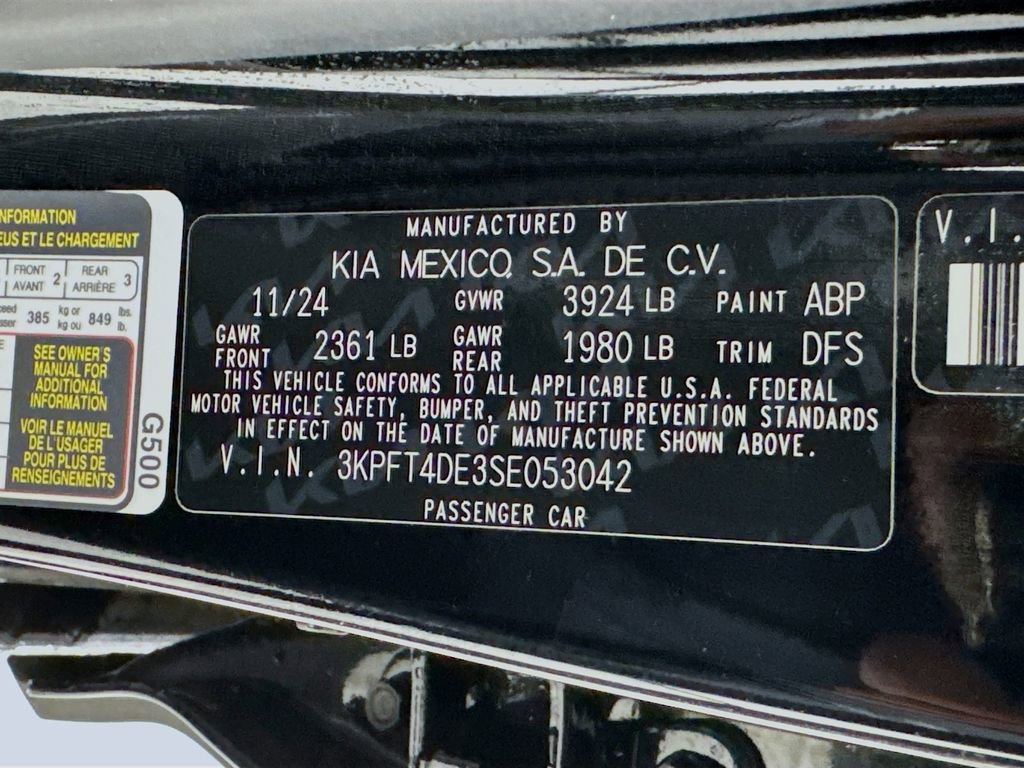 NFORMATION
EUS ET LE CHARGEMENT
FRONT 2 REAR 3
AVANT ARRIÈRE
385 kg or 849 lbs.
kg ou lb.
SEE OWNER'S
MANUAL FOR
ADDITIONAL
INFORMATION
VOIR LE MANUEL
DE L'USAGER
POUR PLUS DE
RENSEIGNEMENTS
G500
MANUFACTURED BY
KIA MEXICO, S.A. DE C.V.
11/24 GVWR 3924 LB PAINT ABP
GAWR FRONT 2361 LB GAWR REAR 1980 LB TRIM DFS
THIS VEHICLE CONFORMS TO ALL APPLICABLE U.S.A. FEDERAL
MOTOR VEHICLE SAFETY, BUMPER, AND THEFT PREVENTION STANDARDS
IN EFFECT ON THE DATE OF MANUFACTURE SHOWN ABOVE.
V.I.N. 3KPFT4DE3SE053042
PASSENGER CAR
V.I.